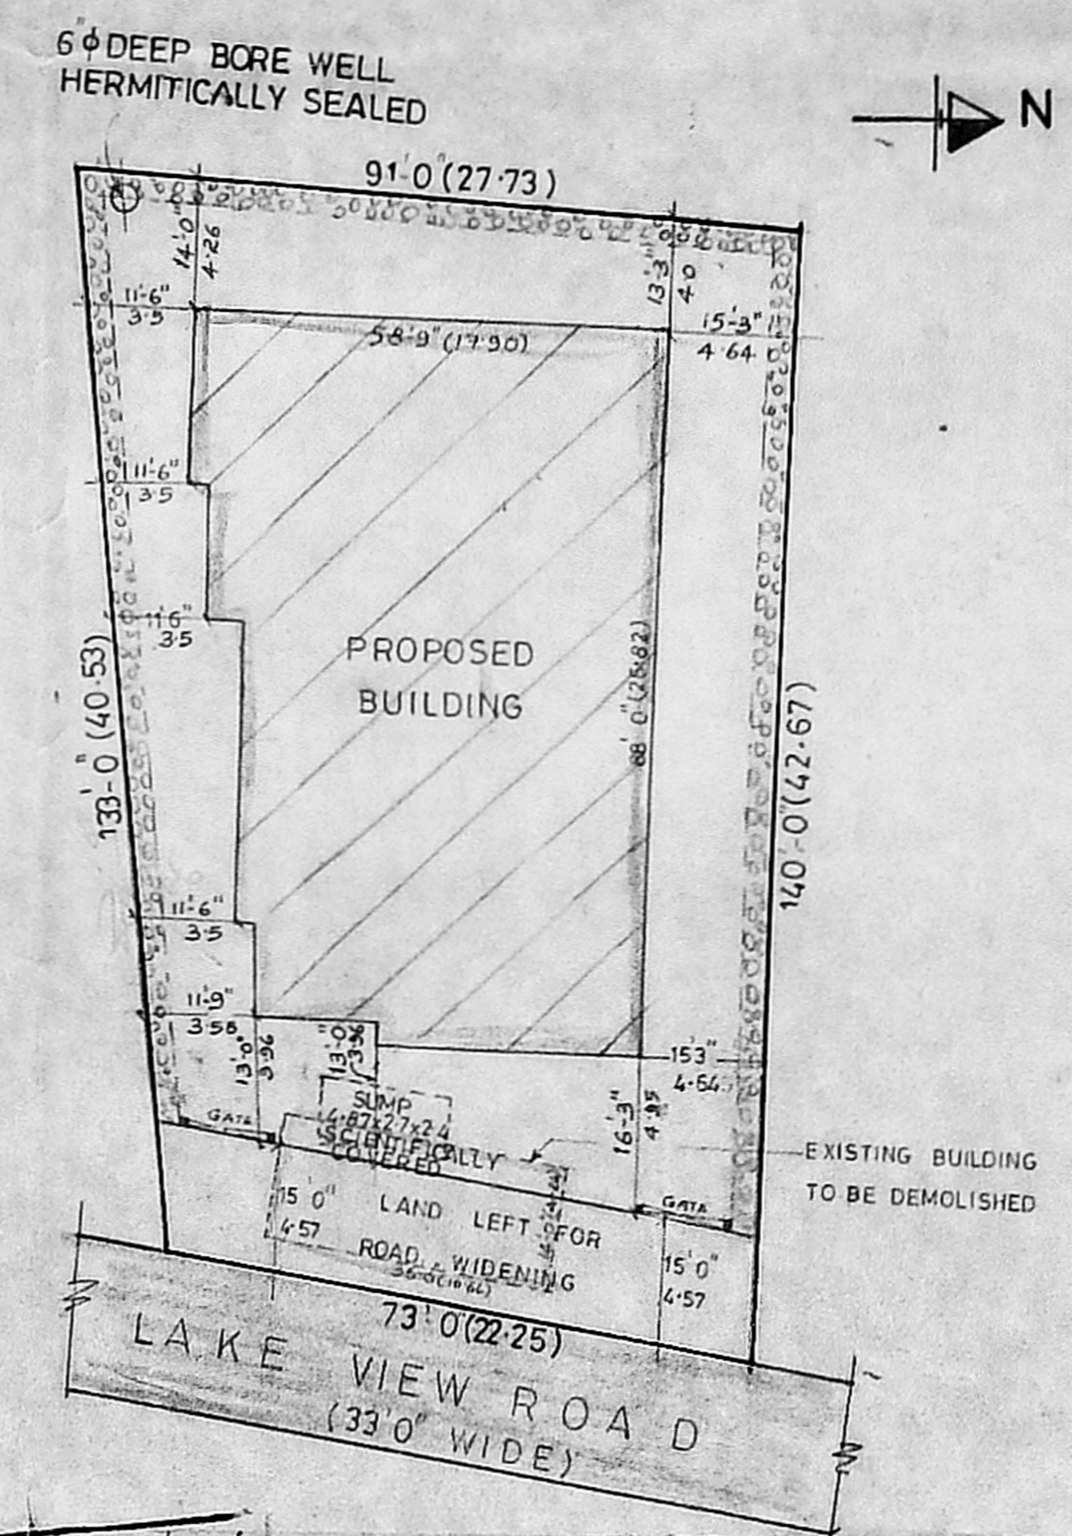 6"φ DEEP BORE WELL
HERMITICALLY SEALED
N
91'-0"(27·73)
14'-0"
4·26
13'-3"
4·0
11'-6"
3·5
15'-3"
4·64
58'-9"(17·90)
11'-6"
3·5
11'6"
3·5
PROPOSED
BUILDING
133'-0" (40·53)
140'-0"(42·67)
11'-6"
3·5
11'-9"
3·58
13'-0"
3·96
13'-0"
3·96
15'3"
4·64
16'-3"
4·95
SUMP
4·87x2·7x2·4
SCIENTIFICALLY
COVERED
GATE
EXISTING BUILDING
TO BE DEMOLISHED
GATE
15'0"
4·57
LAND LEFT FOR
ROAD WIDENING
15'0"
4·57
73'0"(22·25)
LAKE VIEW ROAD
(33'0" WIDE)